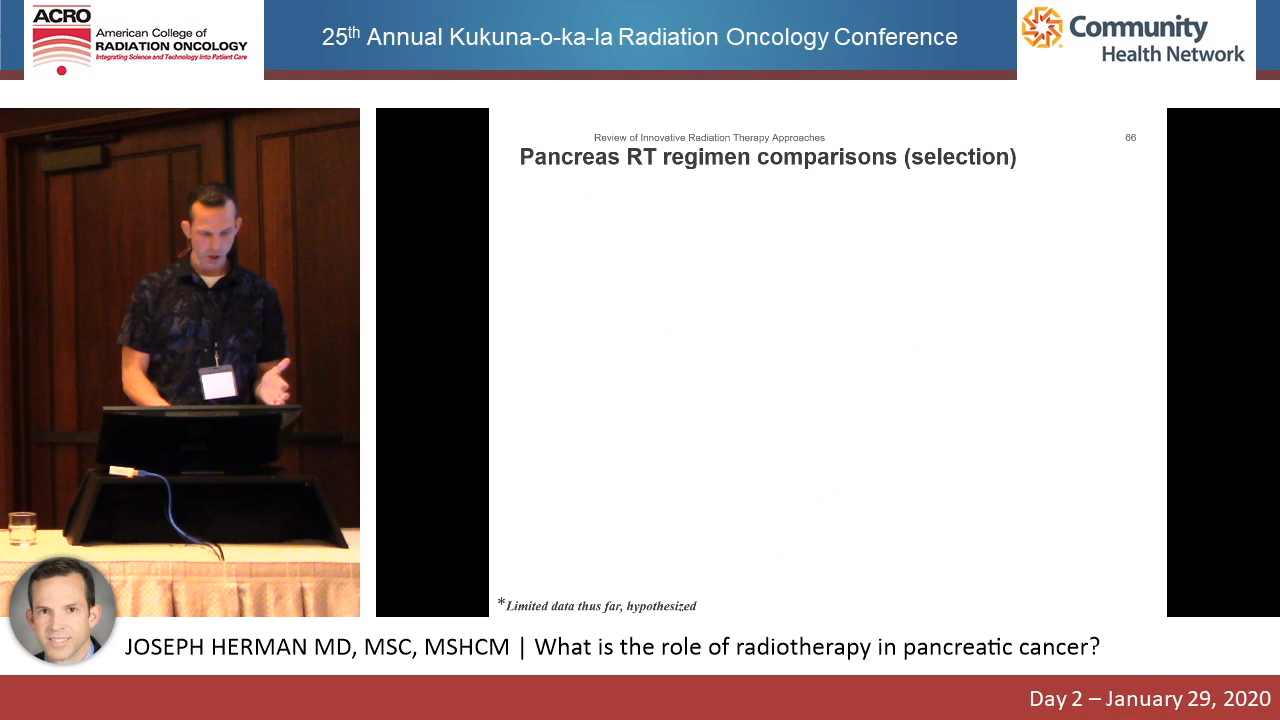 ACRO
American College of
RADIATION ONCOLOGY
Integrating Science and Technology Into Patient Care
25th Annual Kukuna-o-ka-la Radiation Oncology Conference
Community
Health Network
Review of Innovative Radiation Therapy Approaches
66
Pancreas RT regimen comparisons (selection)
*Limited data thus far, hypothesized
JOSEPH HERMAN MD, MSC, MSHCM | What is the role of radiotherapy in pancreatic cancer?
Day 2 – January 29, 2020